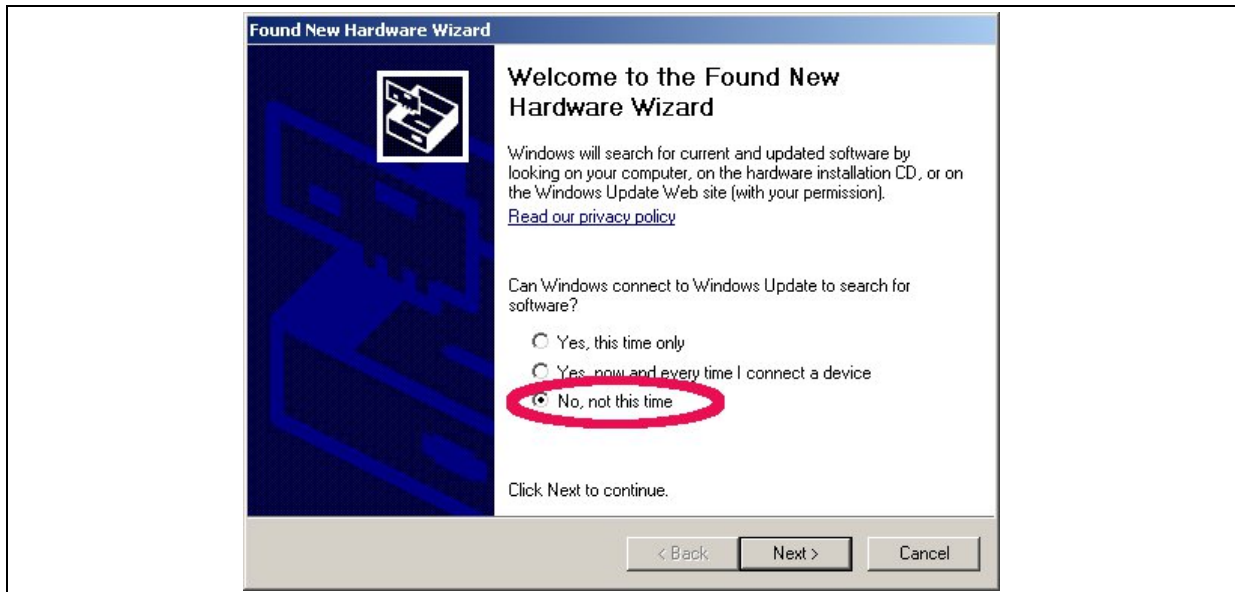 Found New Hardware Wizard
Welcome to the Found New
Hardware Wizard
Windows will search for current and updated software by
looking on your computer, on the hardware installation CD, or on
the Windows Update Web site (with your permission).
Read our privacy policy
Can Windows connect to Windows Update to search for
software?
Yes, this time only
Yes, now and every time I connect a device
No, not this time
Click Next to continue.
< Back Next > Cancel